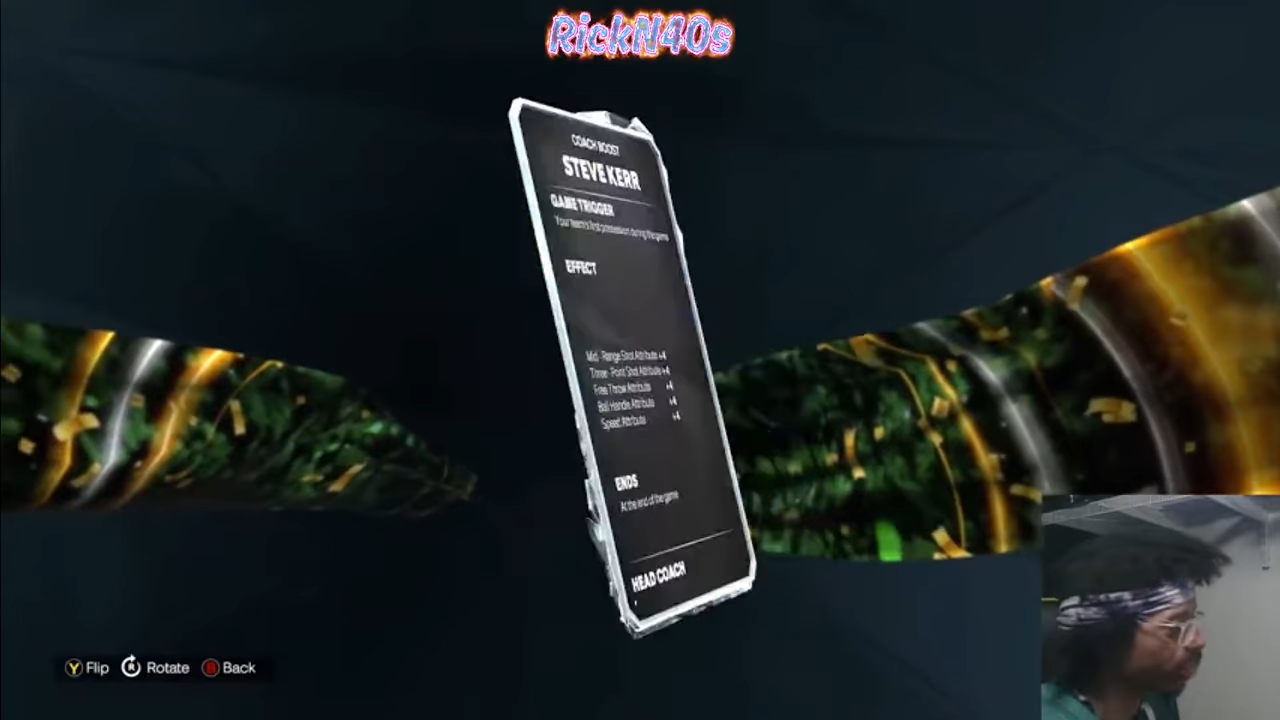 RickN40s
COACH BOOST
STEVE KERR
GAME TRIGGER
Your team's first possession during the game
EFFECT
Mid - Range Shot Attribute +4
Three - Point Shot Attribute +4
Free Throw Attribute +4
Ball Handle Attribute +4
Speed Attribute +4
ENDS
At the end of the game
HEAD COACH
Y Flip R Rotate B Back